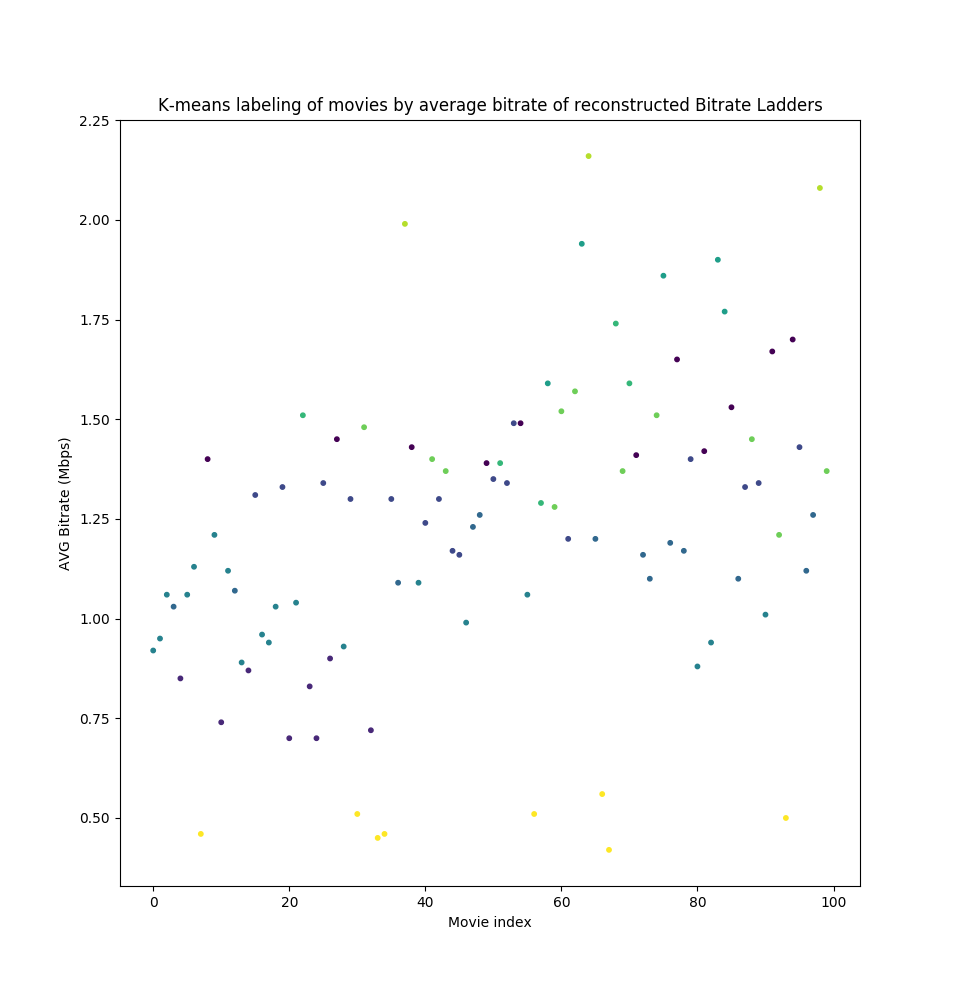 K-means labeling of movies by average bitrate of reconstructed Bitrate Ladders
2.25
2.00
1.75
1.50
1.25
1.00
0.75
0.50
AVG Bitrate (Mbps)
0 20 40 60 80 100
Movie index